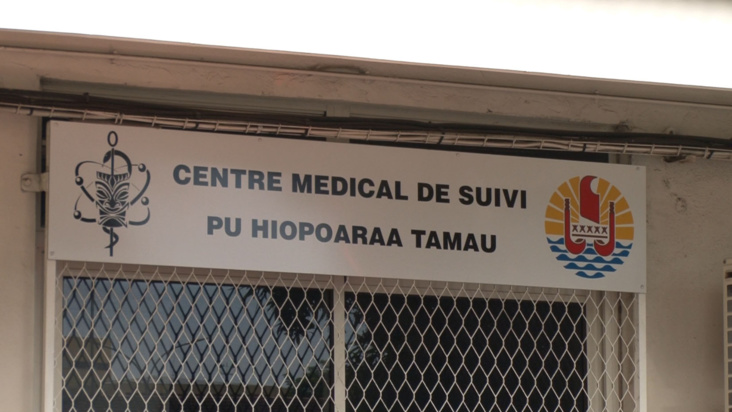 CENTRE MEDICAL DE SUIVI
PU HIOPOARAA TAMAU